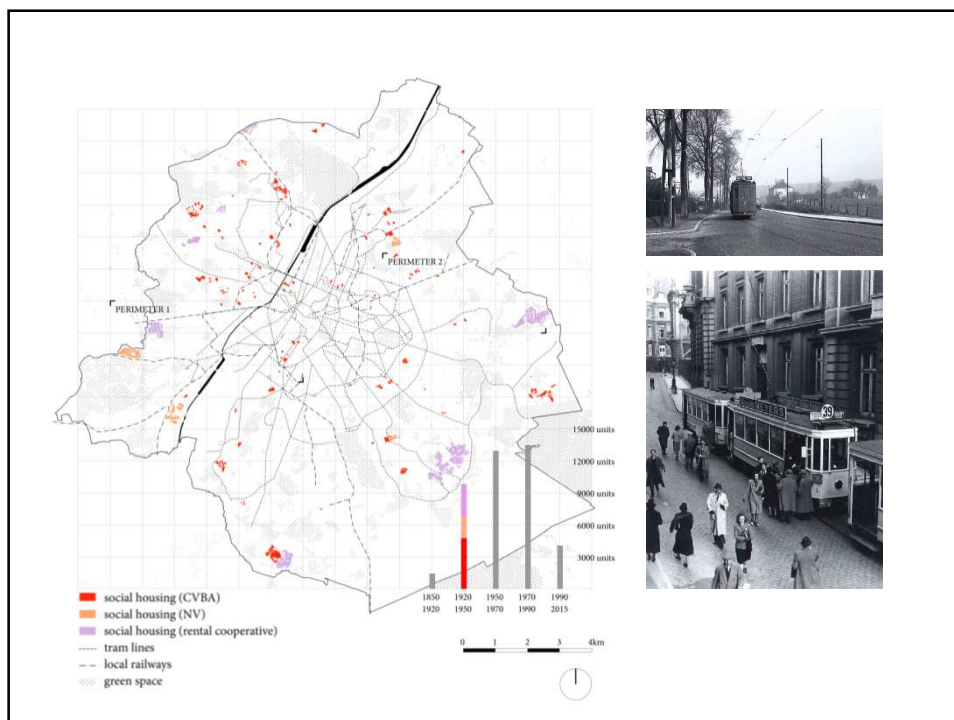 PERIMETER 2
PERIMETER 1
15000 units
12000 units
9000 units
6000 units
3000 units
1850 1920 1950 1970 1990
1920 1950 1970 1990 2015
social housing (CVBA)
social housing (NV)
social housing (rental cooperative)
tram lines
local railways
green space
0 1 2 3 4km
39